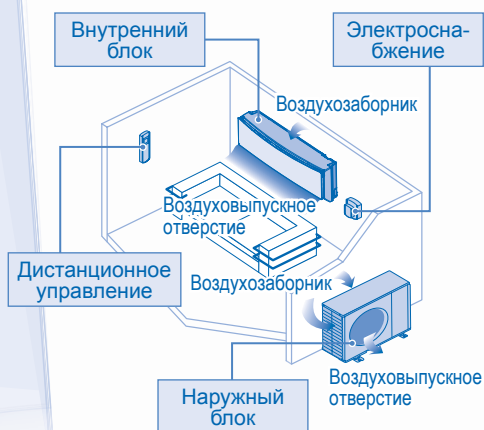 Внутренний
блок
Электросна-
бжение
Воздухозаборник
Воздуховыпускное
отверстие
Дистанционное
управление
Воздухозаборник
Воздуховыпускное
отверстие
Наружный
блок